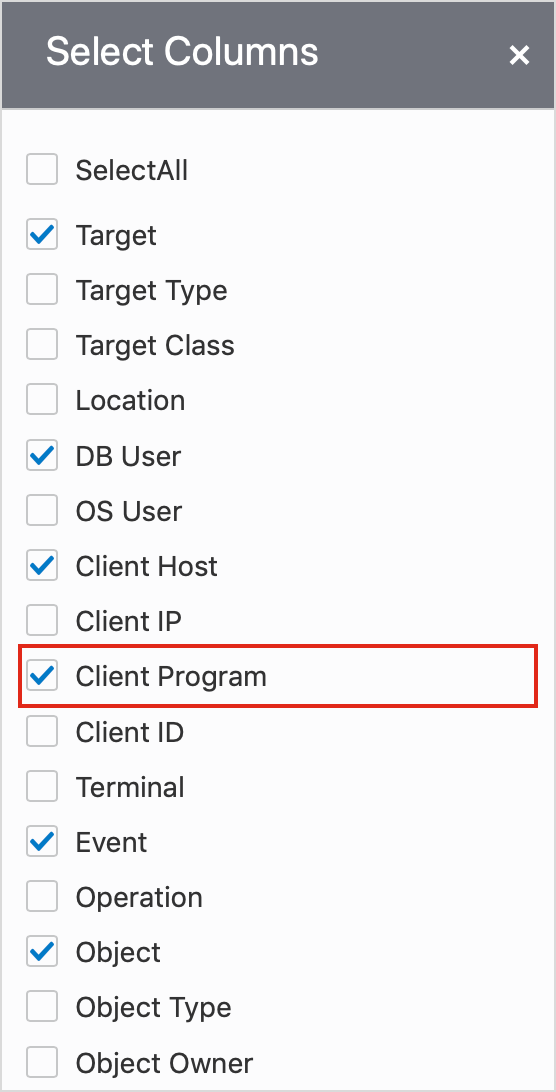 Select Columns
SelectAll
Target
Target Type
Target Class
Location
DB User
OS User
Client Host
Client IP
Client Program
Client ID
Terminal
Event
Operation
Object
Object Type
Object Owner